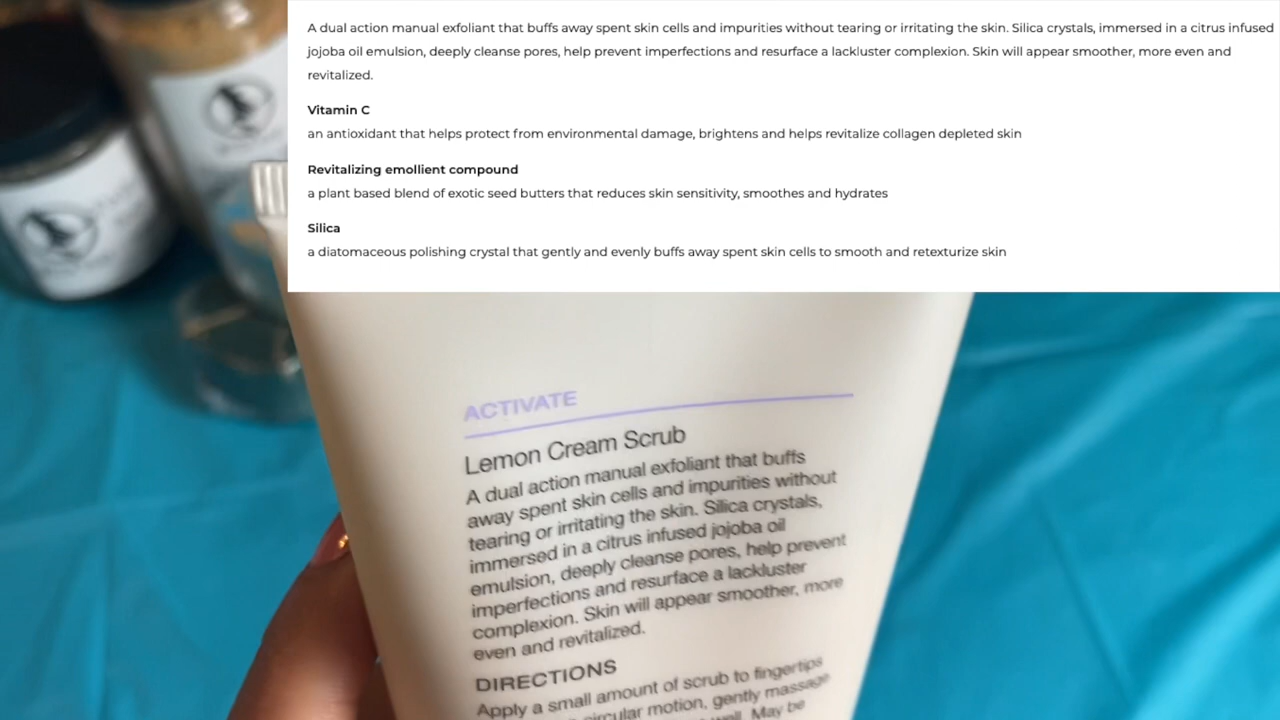 A dual action manual exfoliant that buffs away spent skin cells and impurities without tearing or irritating the skin. Silica crystals, immersed in a citrus infused
jojoba oil emulsion, deeply cleanse pores, help prevent imperfections and resurface a lackluster complexion. Skin will appear smoother, more even and
revitalized.
Vitamin C
an antioxidant that helps protect from environmental damage, brightens and helps revitalize collagen depleted skin
Revitalizing emollient compound
a plant based blend of exotic seed butters that reduces skin sensitivity, smoothes and hydrates
Silica
a diatomaceous polishing crystal that gently and evenly buffs away spent skin cells to smooth and retexturize skin
ACTIVATE
Lemon Cream Scrub
A dual action manual exfoliant that buffs
away spent skin cells and impurities without
tearing or irritating the skin. Silica crystals,
immersed in a citrus infused jojoba oil
emulsion, deeply cleanse pores, help prevent
imperfections and resurface a lackluster
complexion. Skin will appear smoother, more
even and revitalized.
DIRECTIONS
Apply a small amount of scrub to fingertips
circular motion, gently massage
well. May be